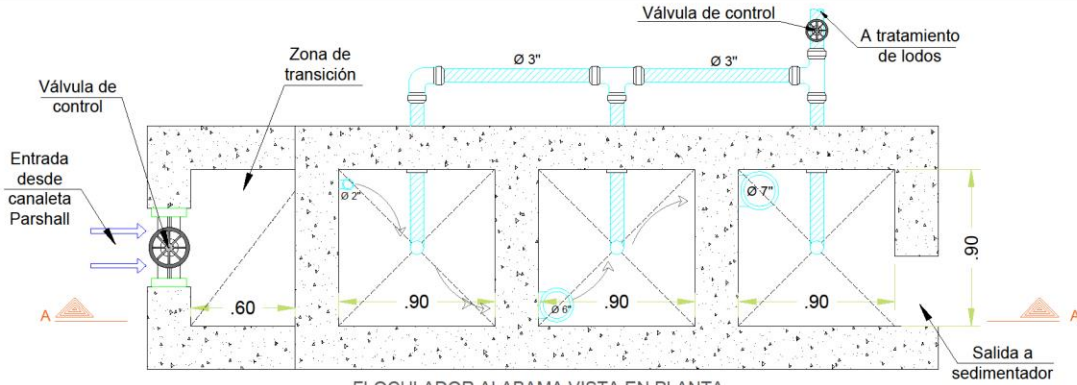 Válvula de control
A tratamiento
de lodos
Zona de
transición
Ø 3"
Ø 3"
Válvula de
control
Entrada
desde
canaleta
Parshall
Ø 2"
Ø 7"
Ø 6"
.90
.60
.90
.90
.90
A
A
Salida a
sedimentador
FLOCULADOR ALABAMA VISTA EN PLANTA